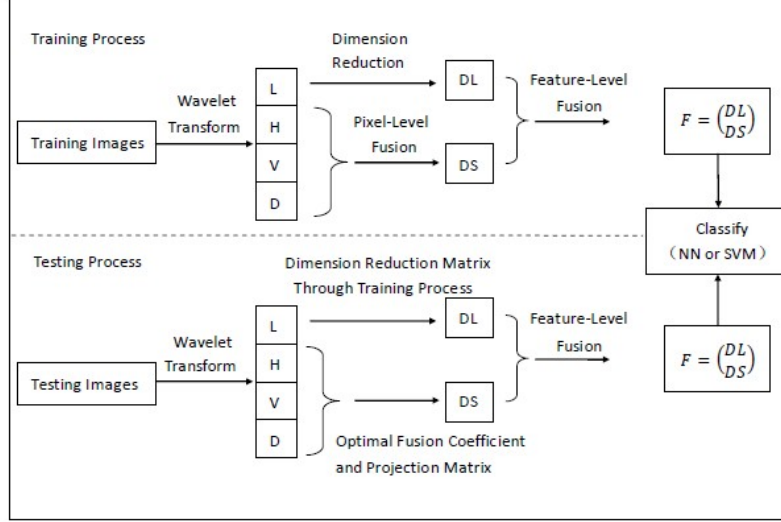 Training Process
Dimension
Reduction
L
DL
Feature-Level
Fusion
Wavelet
Transform
H
Pixel-Level
Fusion
Training Images
V
DS
D
F = (DL
DS)
Classify
（NN or SVM）
Testing Process
Dimension Reduction Matrix
Through Training Process
L
DL
Feature-Level
Fusion
Wavelet
Transform
H
Testing Images
V
DS
D
Optimal Fusion Coefficient
and Projection Matrix
F = (DL
DS)